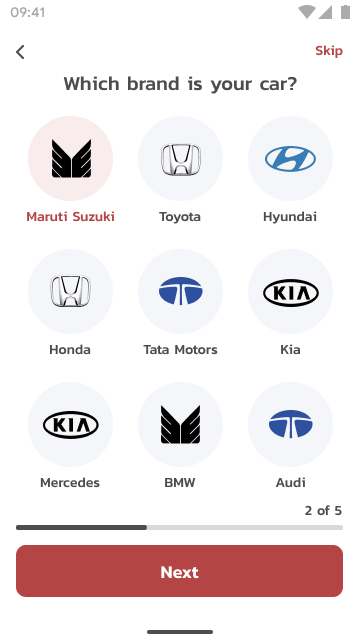 09:41
Skip
Which brand is your car?
Maruti Suzuki
Toyota
Hyundai
Honda
Tata Motors
KIA
Kia
KIA
Mercedes
BMW
Audi
2 of 5
Next